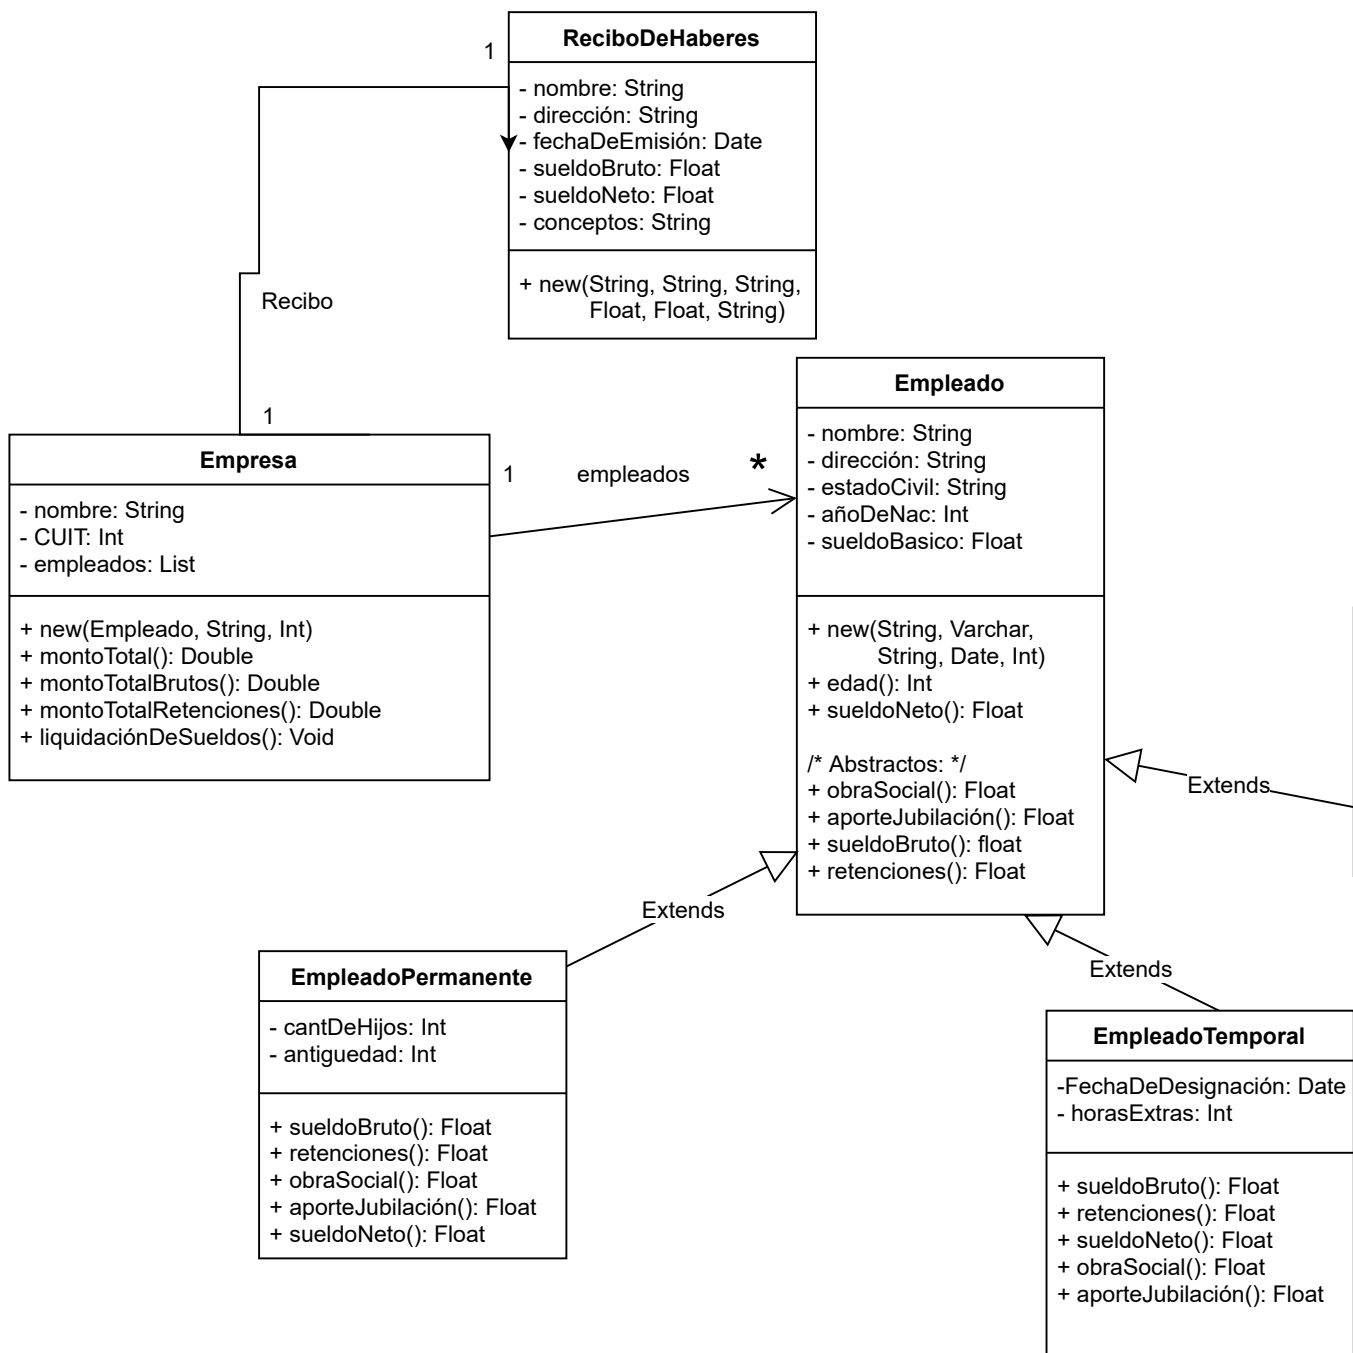 ReciboDeHaberes
1
- nombre: String
- dirección: String
- fechaDeEmisión: Date
- sueldoBruto: Float
- sueldoNeto: Float
- conceptos: String
+ new(String, String, String,
Float, Float, String)
Recibo
1
Empresa
- nombre: String
- CUIT: Int
- empleados: List
+ new(Empleado, String, Int)
+ montoTotal(): Double
+ montoTotalBrutos(): Double
+ montoTotalRetenciones(): Double
+ liquidaciónDeSueldos(): Void
1 empleados *
Empleado
- nombre: String
- dirección: String
- estadoCivil: String
- añoDeNac: Int
- sueldoBasico: Float
+ new(String, Varchar,
String, Date, Int)
+ edad(): Int
+ sueldoNeto(): Float
/* Abstractos: */
+ obraSocial(): Float
+ aporteJubilación(): Float
+ sueldoBruto(): float
+ retenciones(): Float
Extends
Extends
Extends
EmpleadoPermanente
- cantDeHijos: Int
- antiguedad: Int
+ sueldoBruto(): Float
+ retenciones(): Float
+ obraSocial(): Float
+ aporteJubilación(): Float
+ sueldoNeto(): Float
EmpleadoTemporal
-FechaDeDesignación: Date
- horasExtras: Int
+ sueldoBruto(): Float
+ retenciones(): Float
+ sueldoNeto(): Float
+ obraSocial(): Float
+ aporteJubilación(): Float